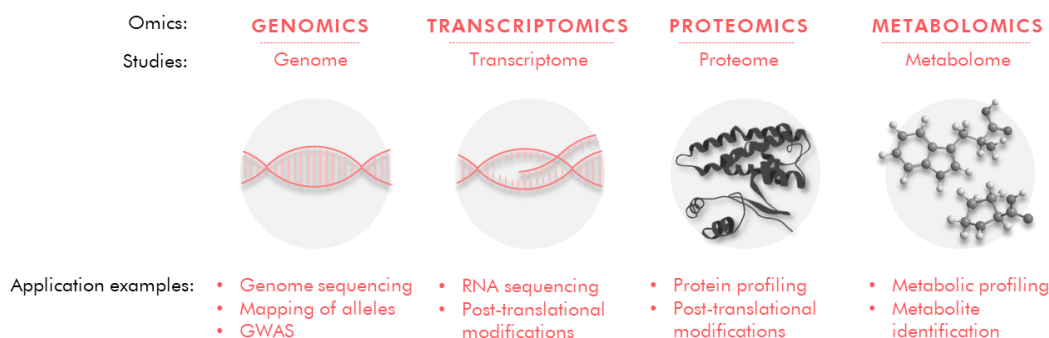 Omics: GENOMICS TRANSCRIPTOMICS PROTEOMICS METABOLOMICS
Studies: Genome Transcriptome Proteome Metabolome
Application examples: • Genome sequencing • RNA sequencing • Protein profiling • Metabolic profiling
• Mapping of alleles • Post-translational • Post-translational • Metabolite
• GWAS modifications modifications identification